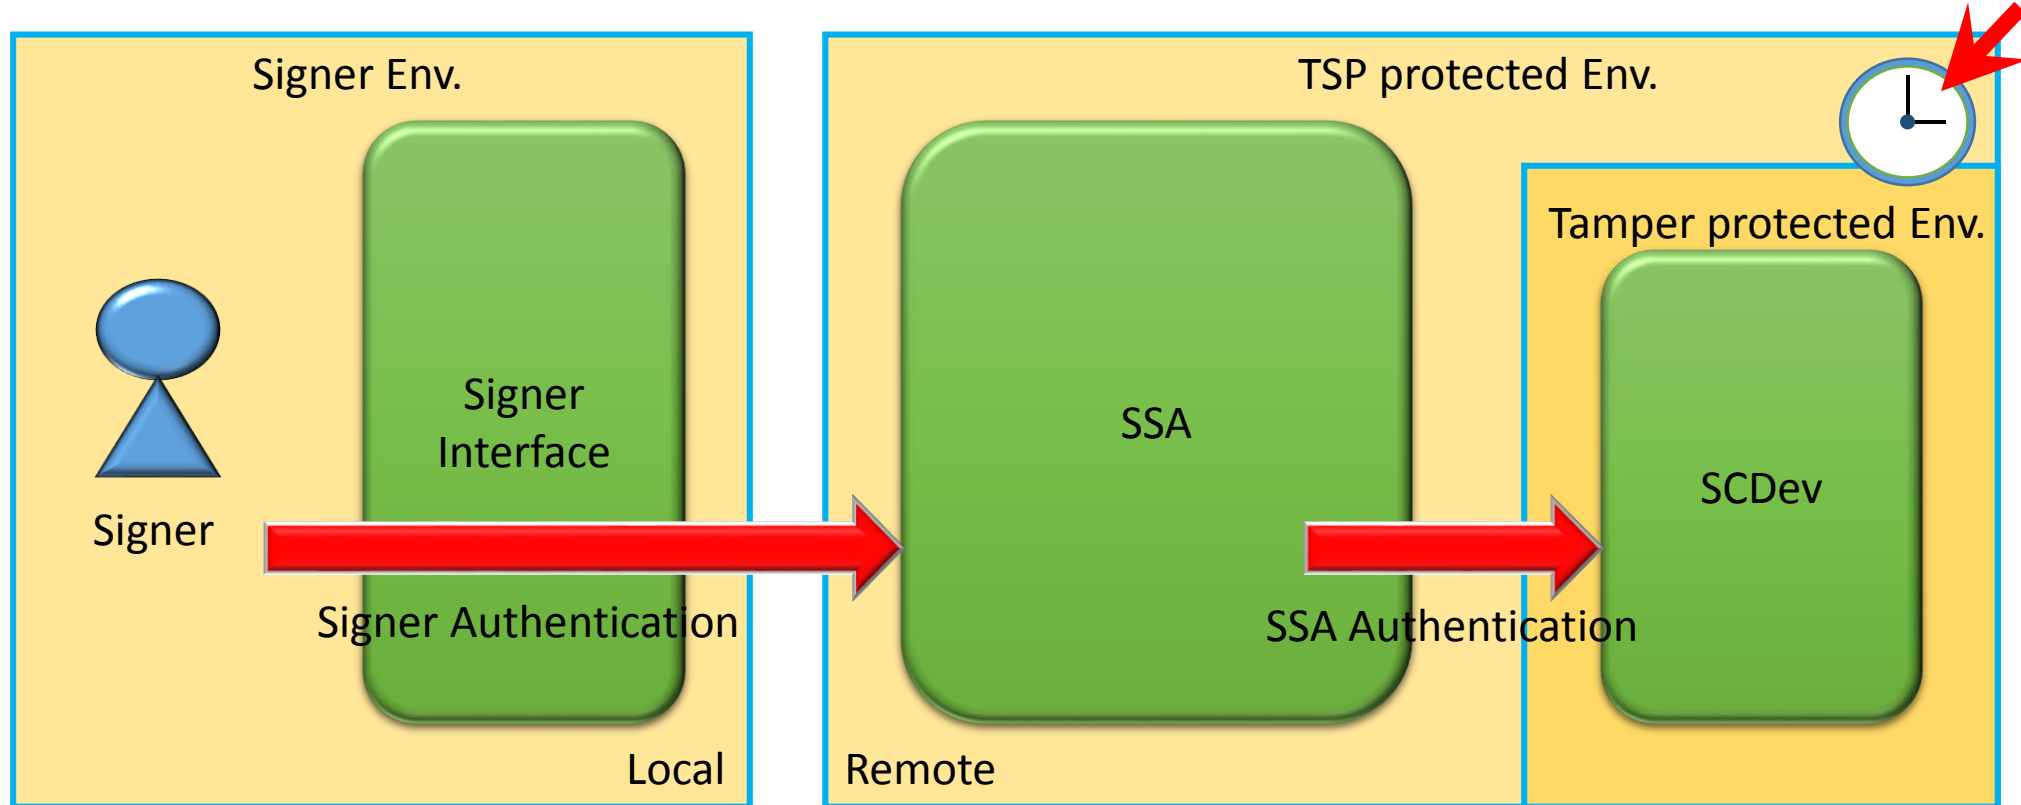 Signer Env.
TSP protected Env.
Tamper protected Env.
Signer
Interface
SSA
SCDev
Signer
Signer Authentication
SSA Authentication
Local
Remote